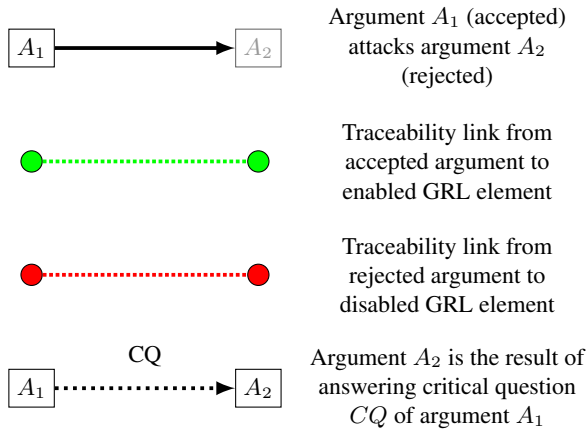 A1 A2 Argument A1 (accepted)
attacks argument A2
(rejected)
Traceability link from
accepted argument to
enabled GRL element
Traceability link from
rejected argument to
disabled GRL element
CQ
A1 A2 Argument A2 is the result of
answering critical question
CQ of argument A1